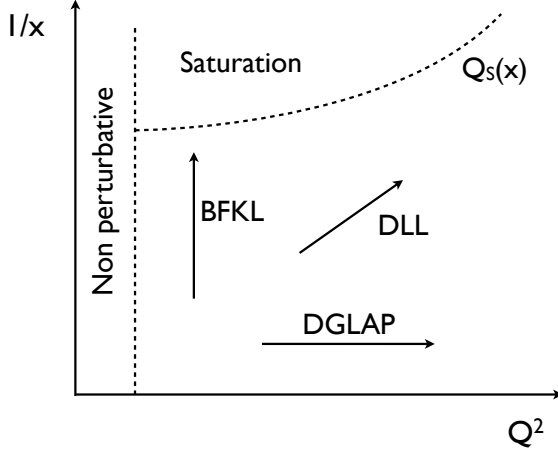 1/x
Saturation
Qs(x)
Non perturbative
BFKL
DLL
DGLAP
Q²